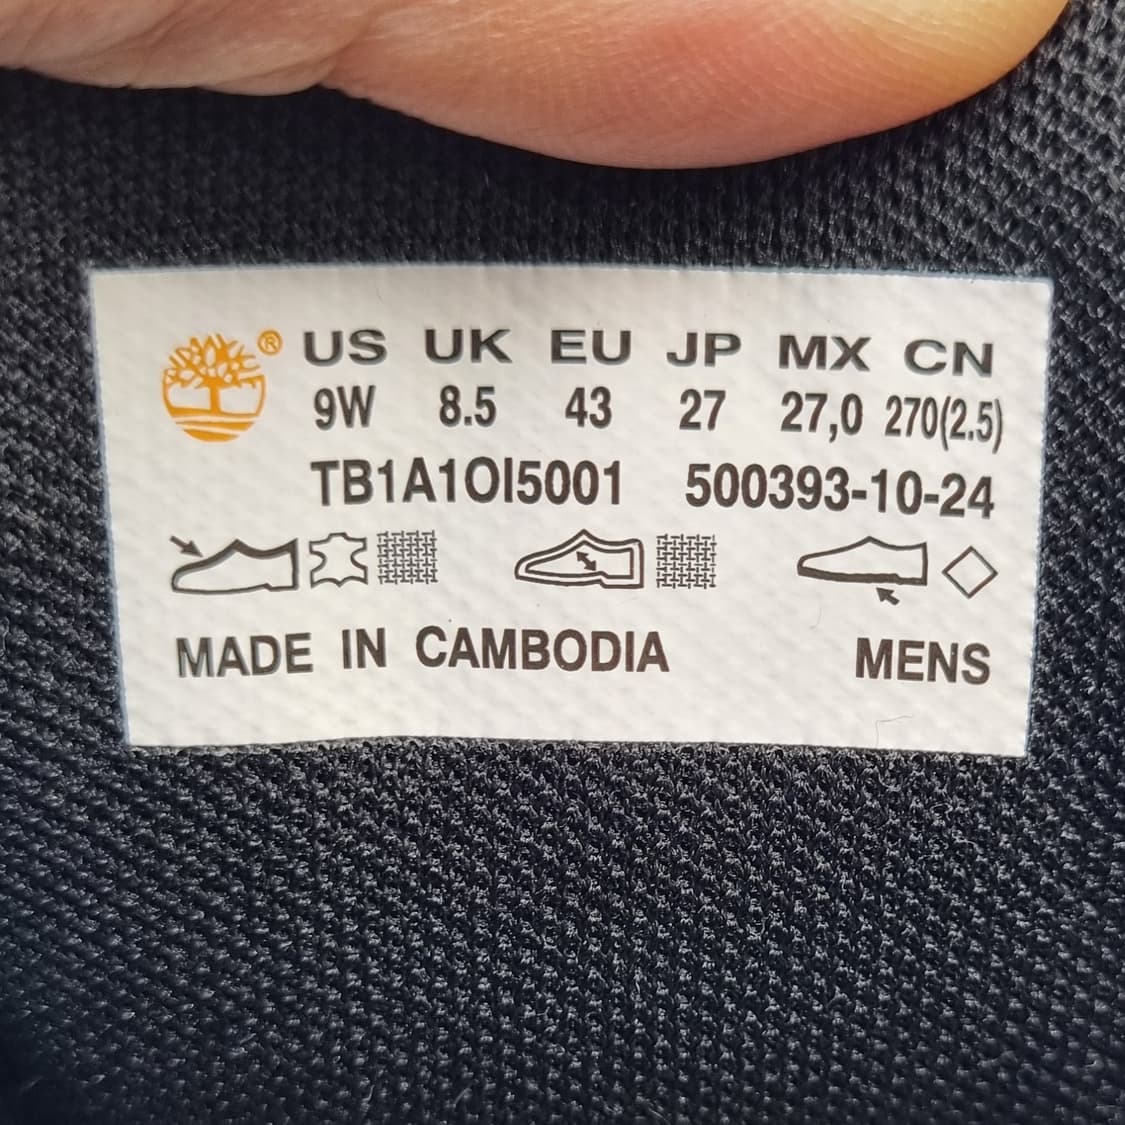 ® US UK EU JP MX CN
9W 8.5 43 27 27,0 270(2.5)
TB1A1OI5001 500393-10-24
MADE IN CAMBODIA MENS